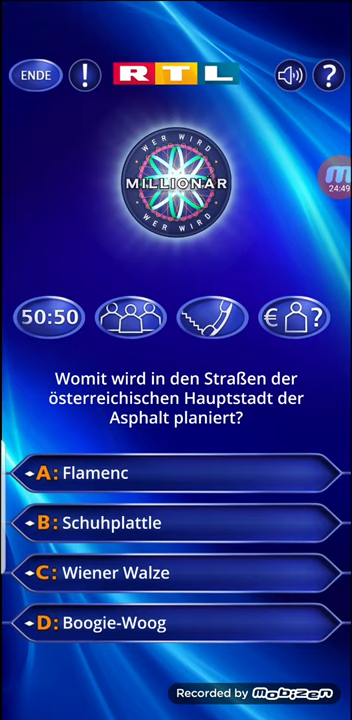 ENDE
!
RTL
?
WER WIRD
MILLIONÄR
WER WIRD
24:49
50:50
€ ?
Womit wird in den Straßen der
österreichischen Hauptstadt der
Asphalt planiert?
A: Flamenc
B: Schuhplattle
C: Wiener Walze
D: Boogie-Woog
Recorded by mobizen